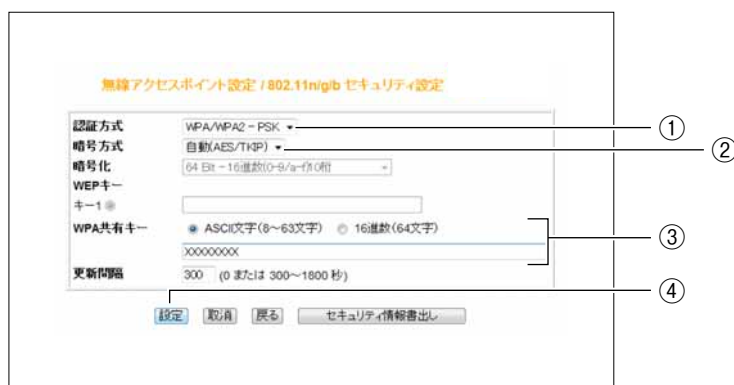 無線アクセスポイント設定 / 802.11n/g/b セキュリティ設定
認証方式 WPA/WPA2 - PSK ①
暗号方式 自動(AES/TKIP) ②
暗号化 64 Bit - 16進数(0-9/a-f)10桁
WEPキー
キー1
WPA共有キー ASCII文字(8～63文字) 16進数(64文字) ③
XXXXXXXX
更新間隔 300 (0 または 300～1800 秒)
④
設定 取消 戻る セキュリティ情報書出し